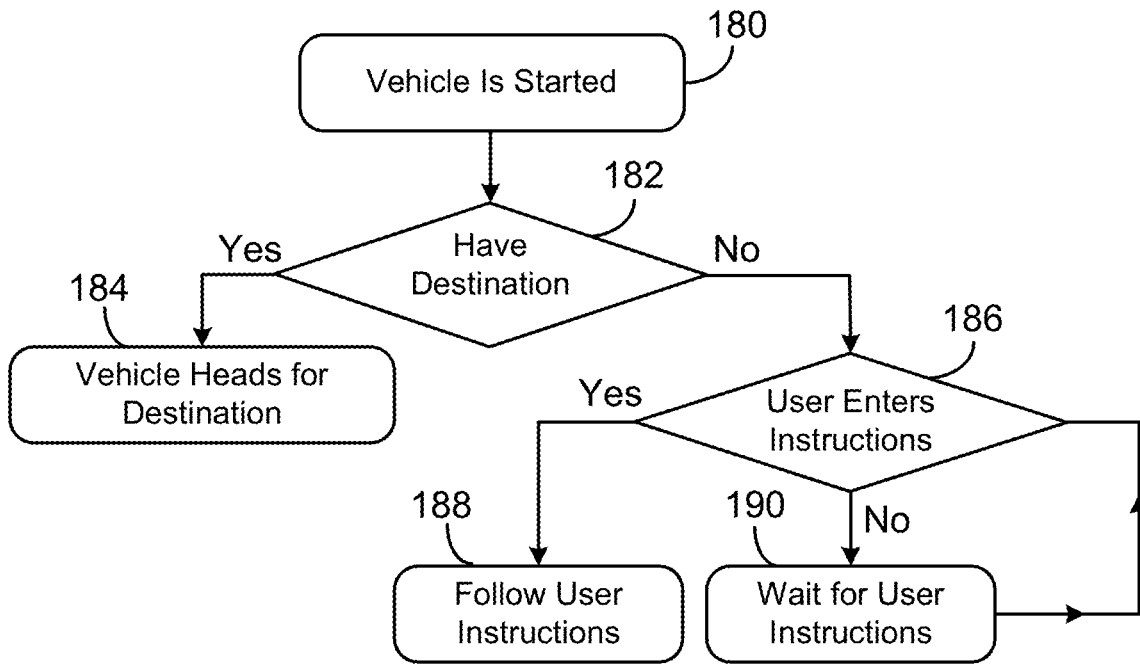 180
Vehicle Is Started
182
Have
Destination
Yes
No
184
Vehicle Heads for
Destination
186
User Enters
Instructions
Yes
No
188
Follow User
Instructions
190
Wait for User
Instructions